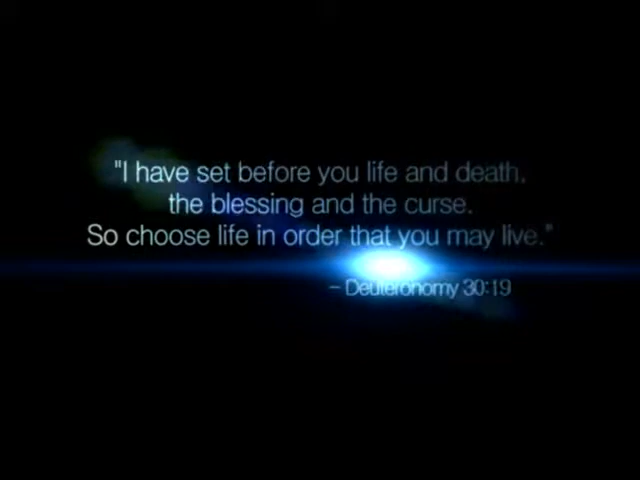 "I have set before you life and death,
the blessing and the curse.
So choose life in order that you may live."
– Deuteronomy 30:19